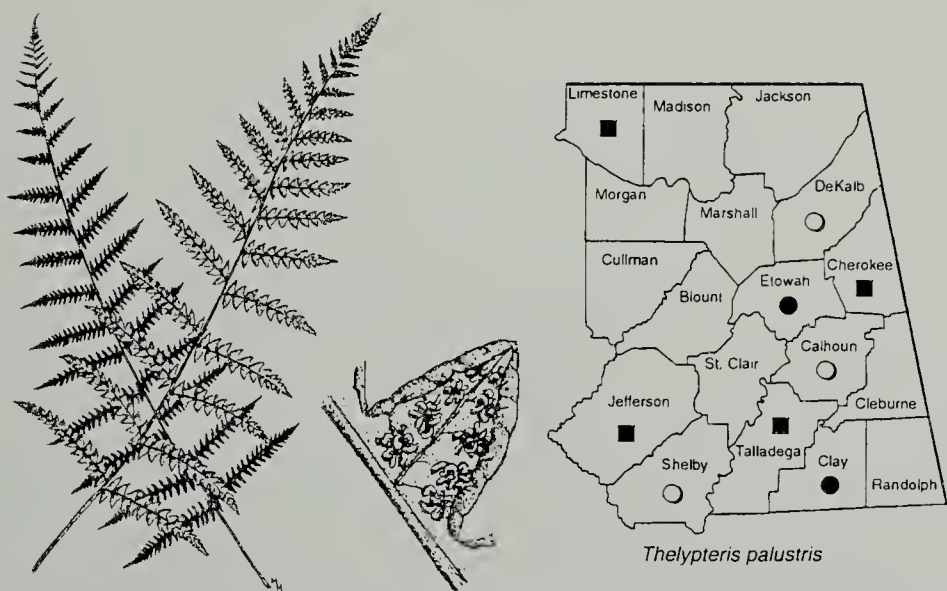 Limestone
Madison
Jackson
Morgan
Marshall
DeKalb
Cullman
Blount
Etowah
Cherokee
St. Clair
Calhoun
Jefferson
Cleburne
Talladega
Shelby
Clay
Randolph
Thelypteris palustris